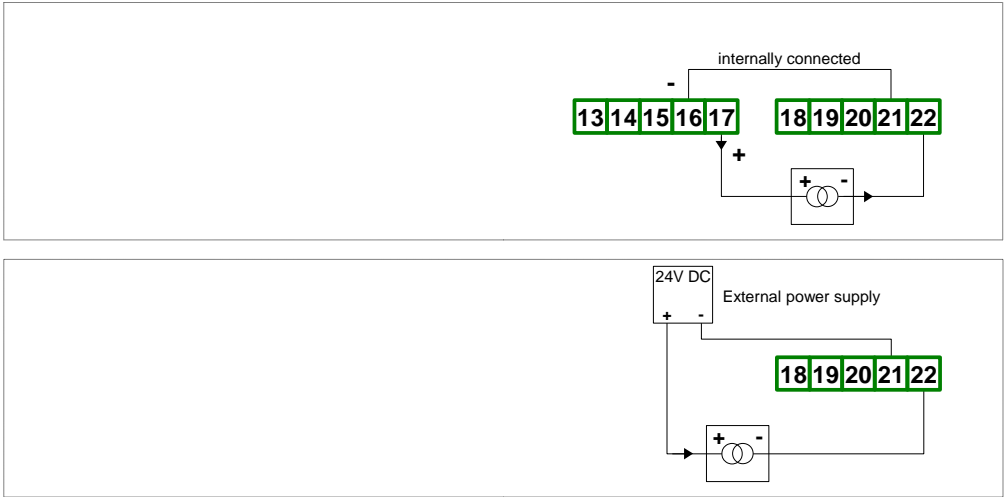 internally connected
-
13 14 15 16 17 18 19 20 21 22
+
+ -
24V DC
External power supply
+ -
18 19 20 21 22
+ -